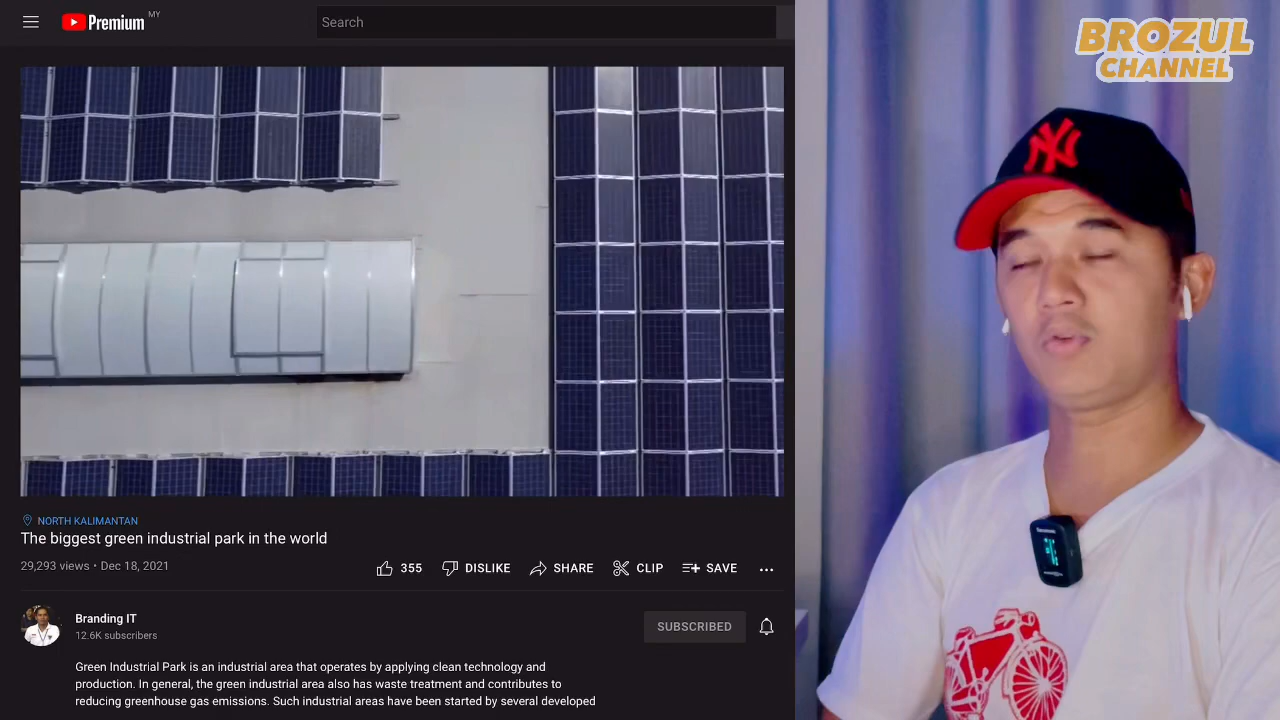 Premium MY
Search
BROZUL
CHANNEL
NY
NORTH KALIMANTAN
The biggest green industrial park in the world
29,293 views • Dec 18, 2021
355 DISLIKE SHARE CLIP SAVE
Branding IT
12.6K subscribers
SUBSCRIBED
Green Industrial Park is an industrial area that operates by applying clean technology and
production. In general, the green industrial area also has waste treatment and contributes to
reducing greenhouse gas emissions. Such industrial areas have been started by several developed